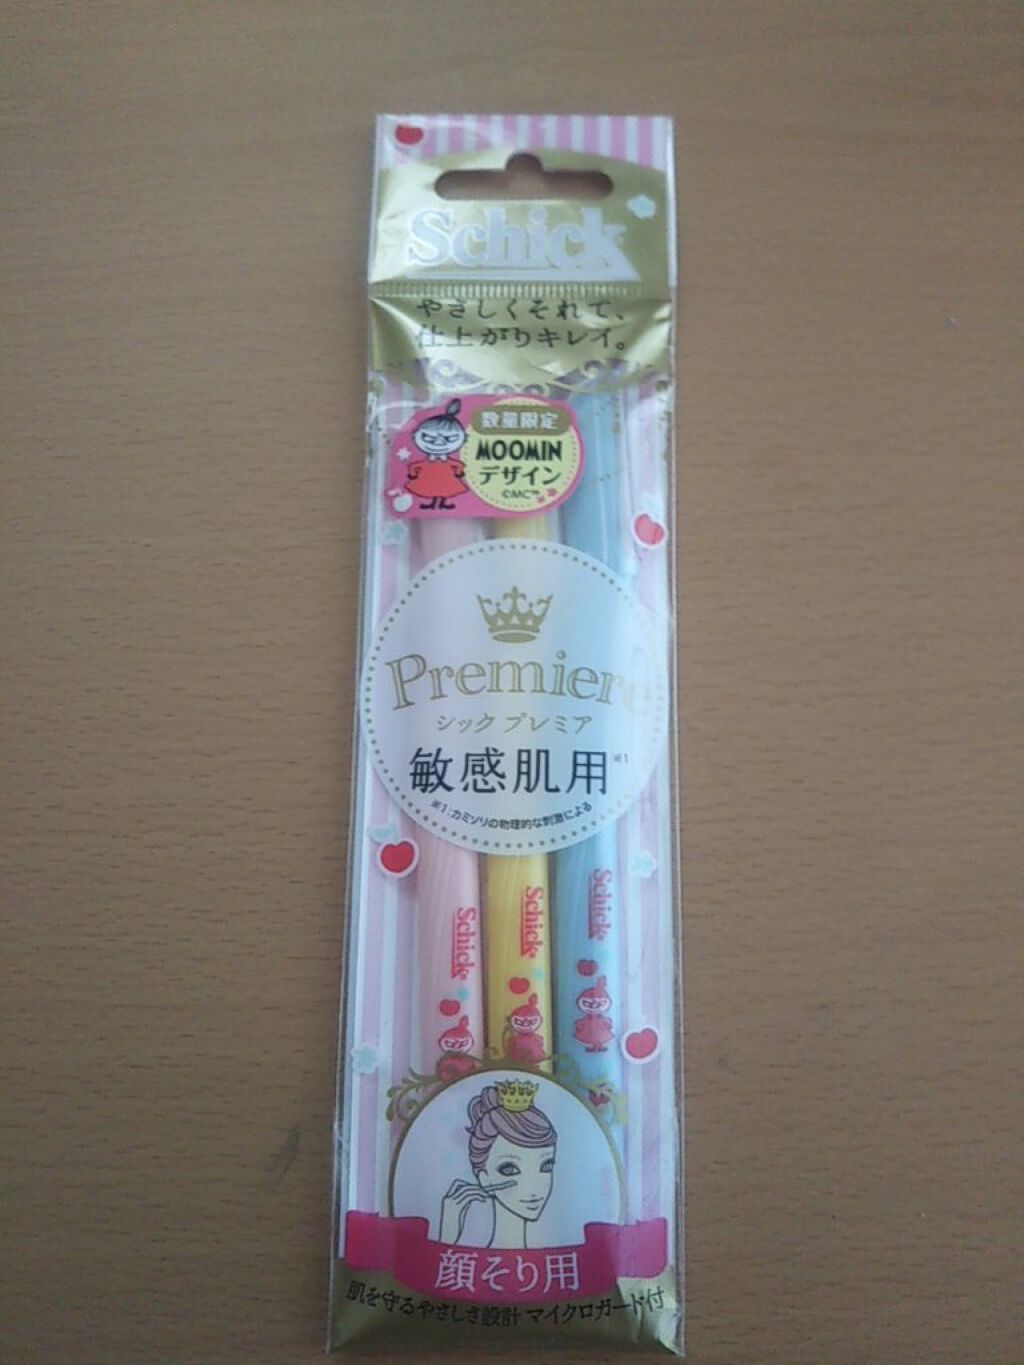 Schick
やさしくそれて、
仕上がりキレイ。
数量限定
MOOMIN
デザイン
©MC™
Premiere
シック プレミア
敏感肌用※1
※1:カミソリの物理的な刺激による
Schick
Schick
Schick
顔そり用
肌を守るやさしさ設計 マイクロガード付